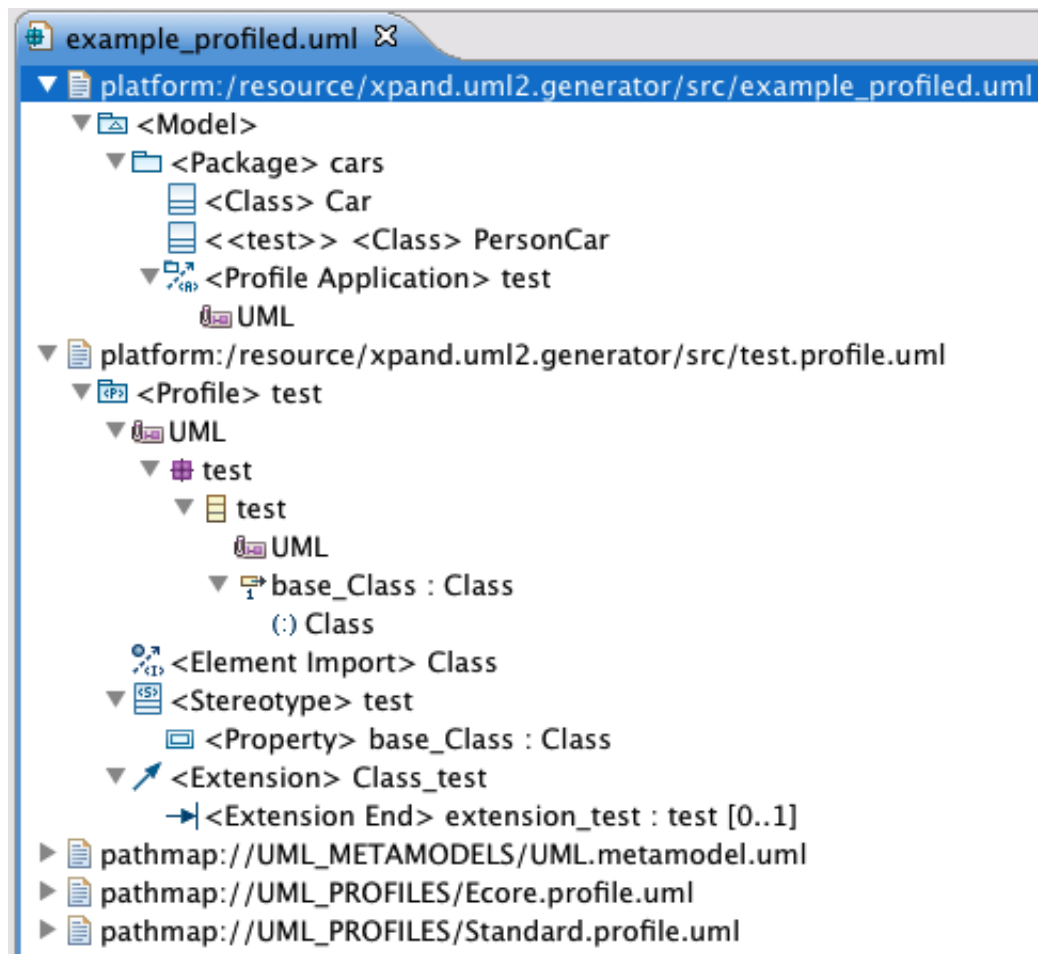 example_profiled.uml
platform:/resource/xpand.uml2.generator/src/example_profiled.uml
<Model>
<Package> cars
<Class> Car
<<test>> <Class> PersonCar
<Profile Application> test
UML
platform:/resource/xpand.uml2.generator/src/test.profile.uml
<Profile> test
UML
test
test
UML
base_Class : Class
(:) Class
<Element Import> Class
<Stereotype> test
<Property> base_Class : Class
<Extension> Class_test
<Extension End> extension_test : test [0..1]
pathmap://UML_METAMODELS/UML.metamodel.uml
pathmap://UML_PROFILES/Ecore.profile.uml
pathmap://UML_PROFILES/Standard.profile.uml